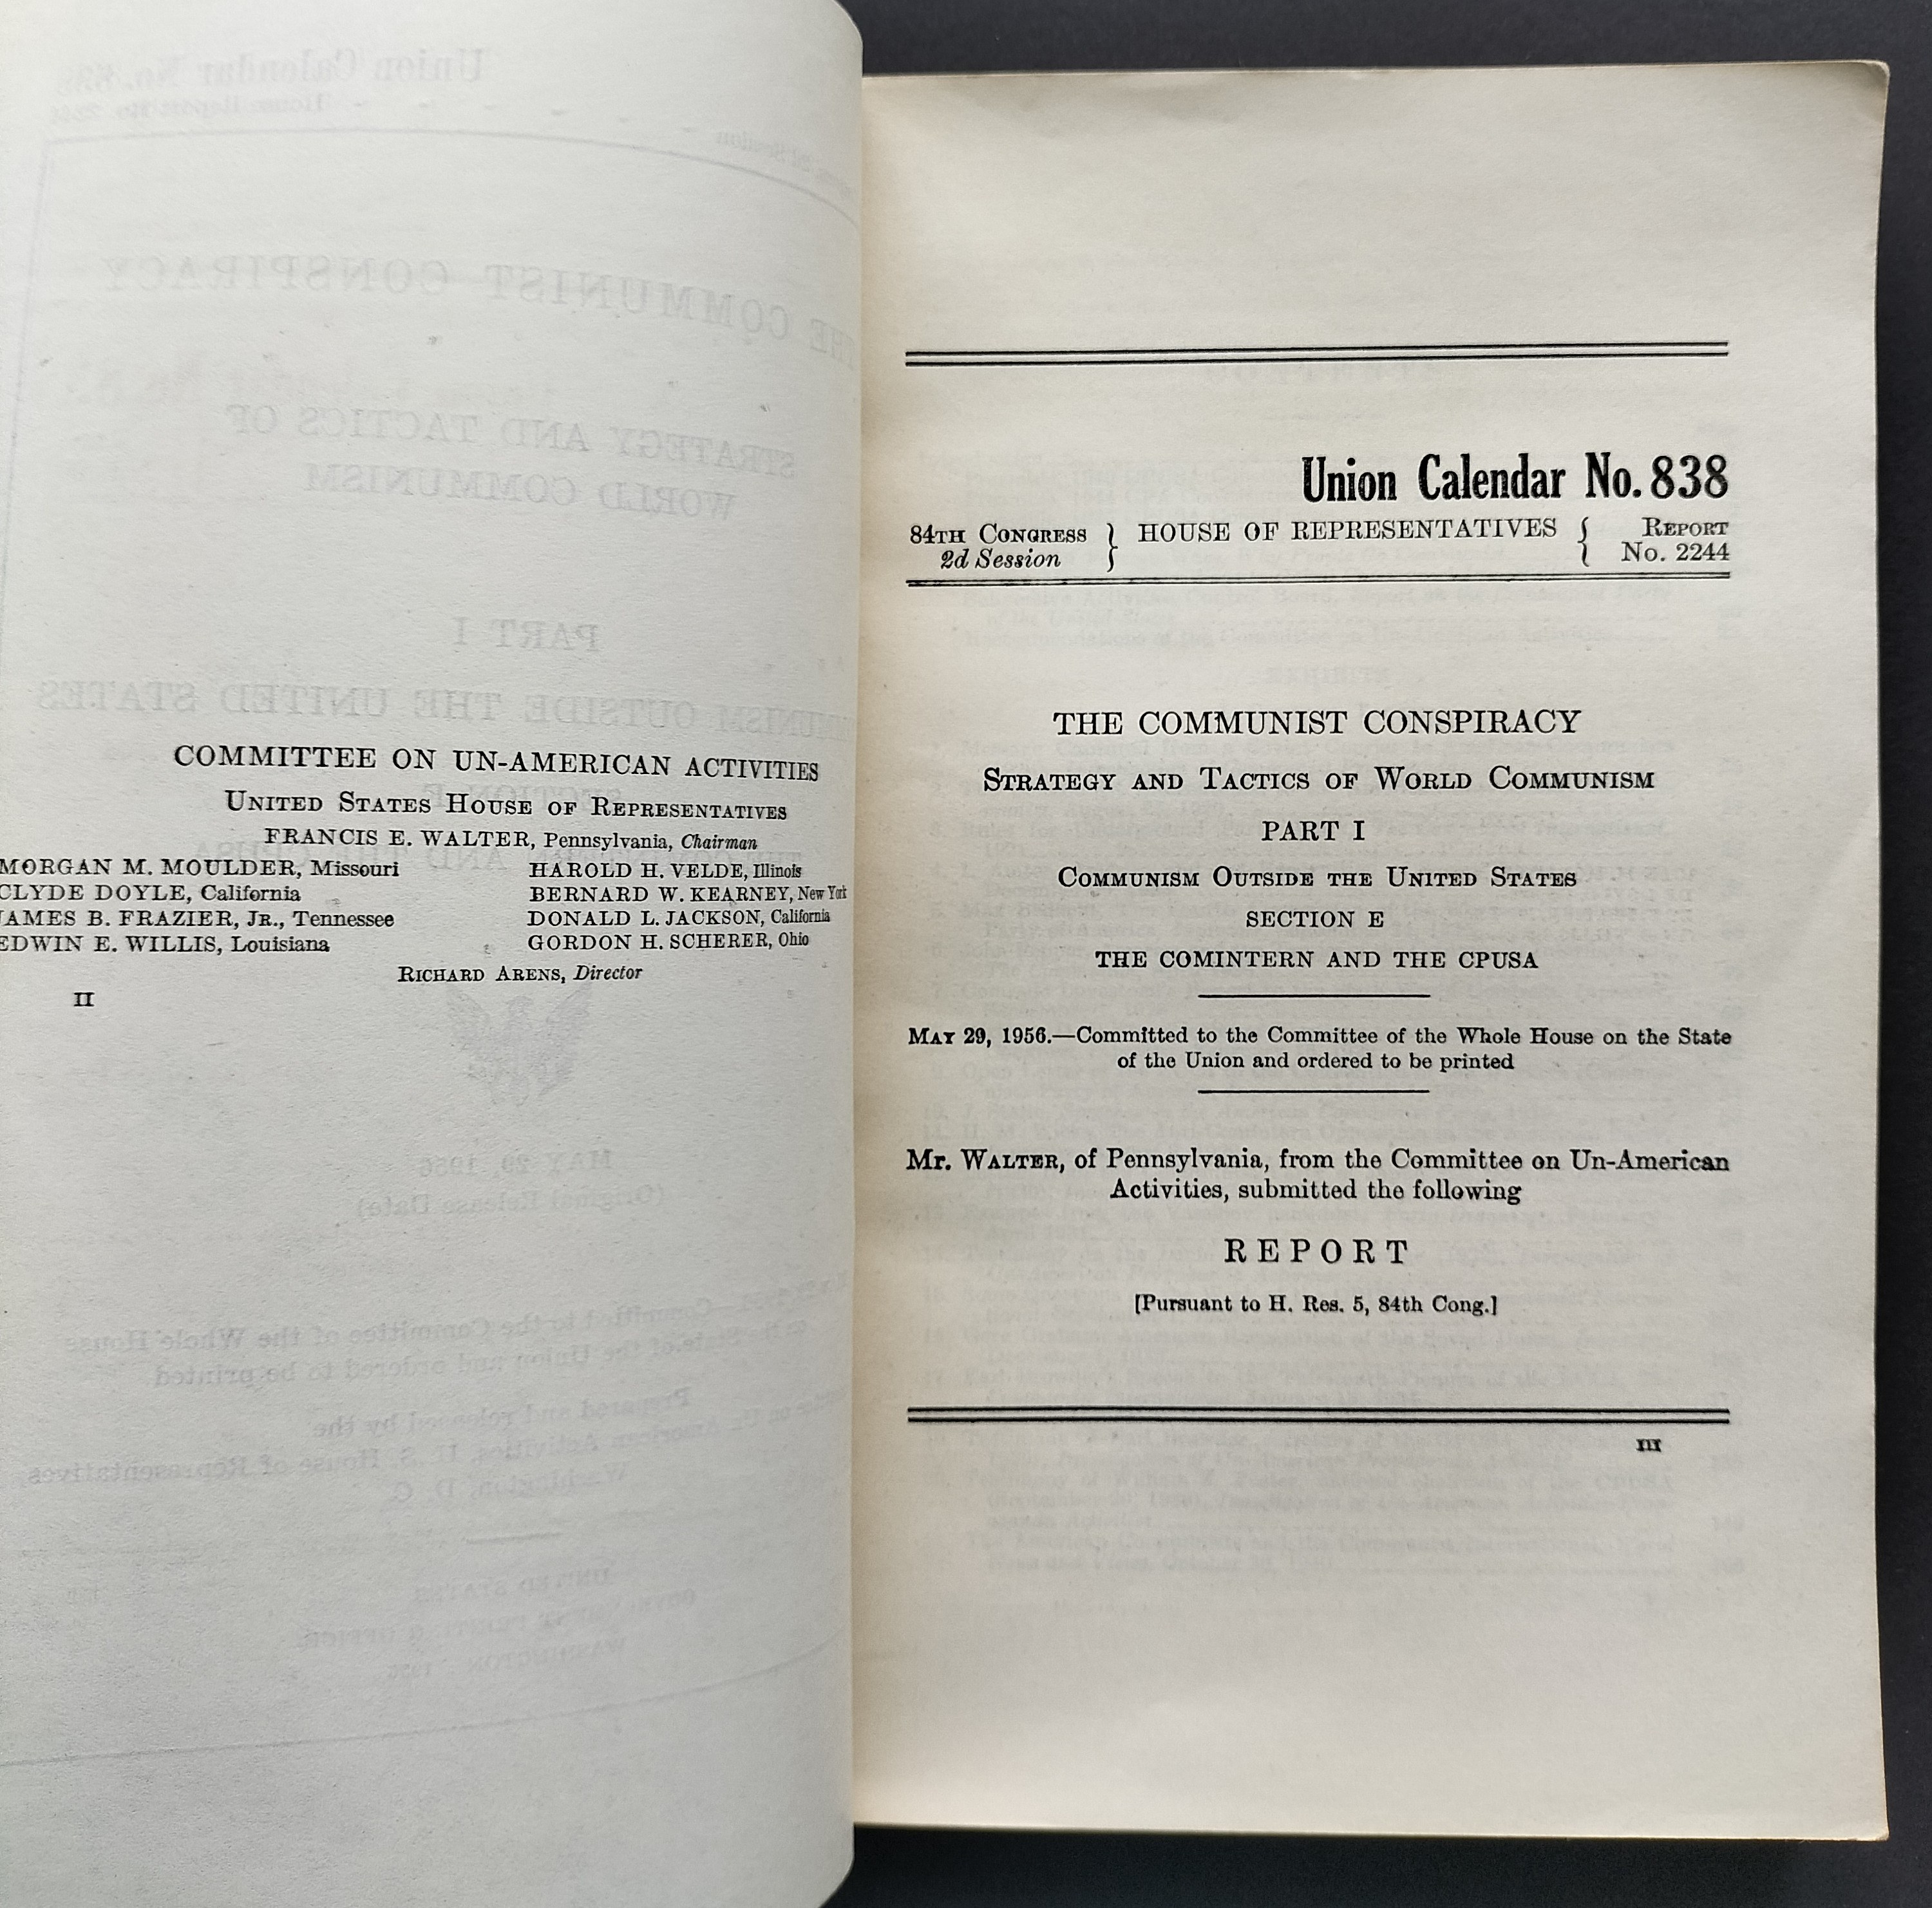 COMMITTEE ON UN-AMERICAN ACTIVITIES
UNITED STATES HOUSE OF REPRESENTATIVES
FRANCIS E. WALTER, Pennsylvania, Chairman
MORGAN M. MOULDER, Missouri HAROLD H. VELDE, Illinois
CLYDE DOYLE, California BERNARD W. KEARNEY, New York
JAMES B. FRAZIER, JR., Tennessee DONALD L. JACKSON, California
EDWIN E. WILLIS, Louisiana GORDON H. SCHERER, Ohio
RICHARD ARENS, Director
II
Union Calendar No. 838
84TH CONGRESS } HOUSE OF REPRESENTATIVES { REPORT
2d Session No. 2244
THE COMMUNIST CONSPIRACY
STRATEGY AND TACTICS OF WORLD COMMUNISM
PART I
COMMUNISM OUTSIDE THE UNITED STATES
SECTION E
THE COMINTERN AND THE CPUSA
MAY 29, 1956.—Committed to the Committee of the Whole House on the State
of the Union and ordered to be printed
Mr. WALTER, of Pennsylvania, from the Committee on Un-American
Activities, submitted the following
REPORT
[Pursuant to H. Res. 5, 84th Cong.]
III